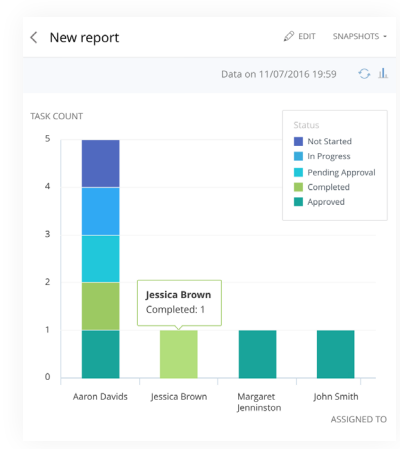 New report
EDIT
SNAPSHOTS
Data on 11/07/2016 19:59
TASK COUNT
Status
Not Started
In Progress
Pending Approval
Completed
Approved
5
4
3
2
1
0
Jessica Brown
Completed: 1
Aaron Davids
Jessica Brown
Margaret
Jenninston
John Smith
ASSIGNED TO